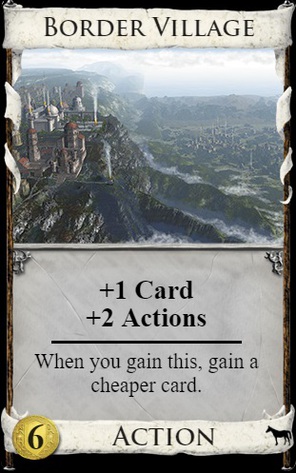 BORDER VILLAGE
+1 Card
+2 Actions
When you gain this, gain a
cheaper card.
6 ACTION